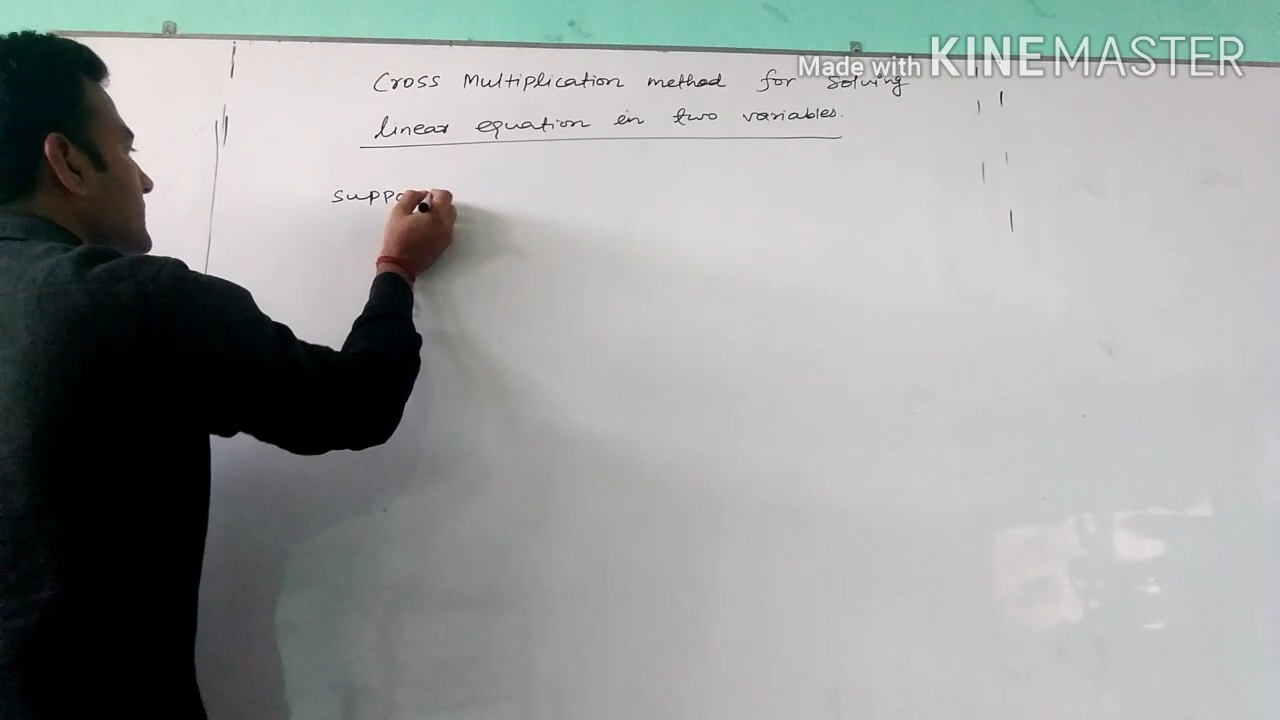 Made with KINEMASTER
Cross Multiplication method for solving
linear equation in two variables.